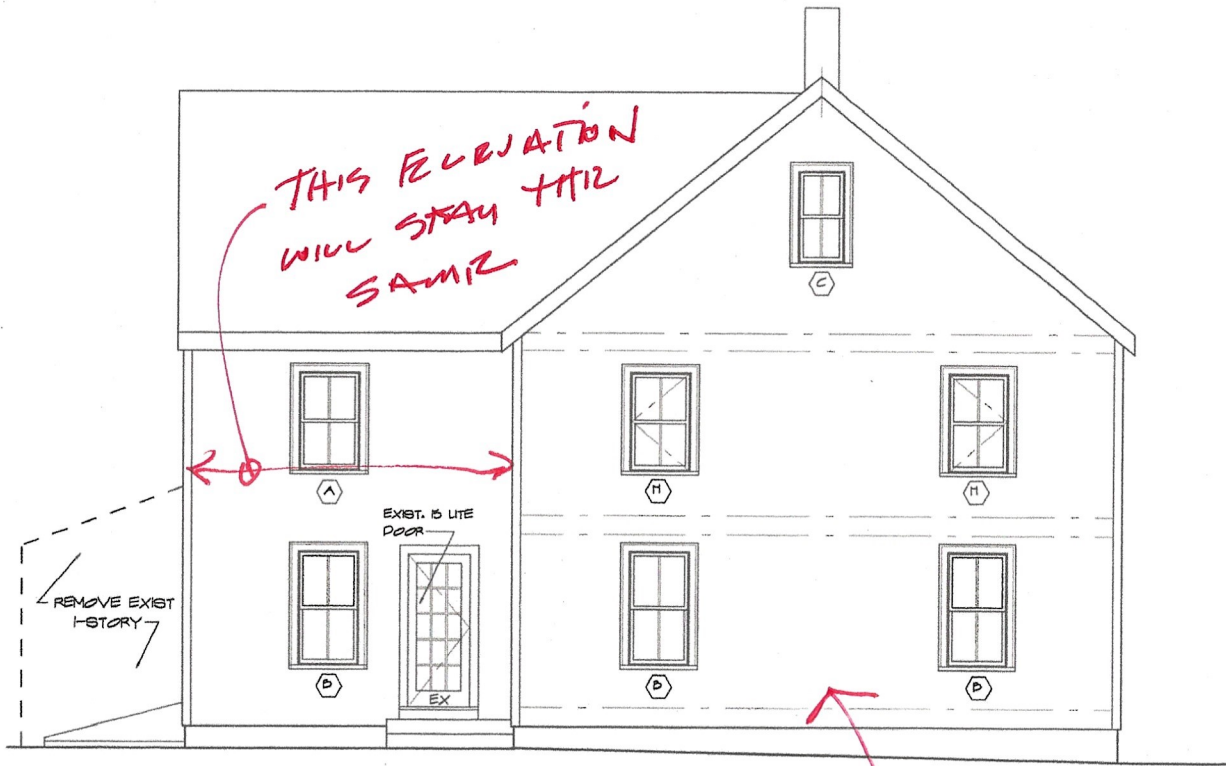 THIS ELEVATION
WILL STAY THE
SAME
C
A
H
H
EXIST. 15 LITE
DOOR
REMOVE EXIST
1-STORY
B
EX
B
B